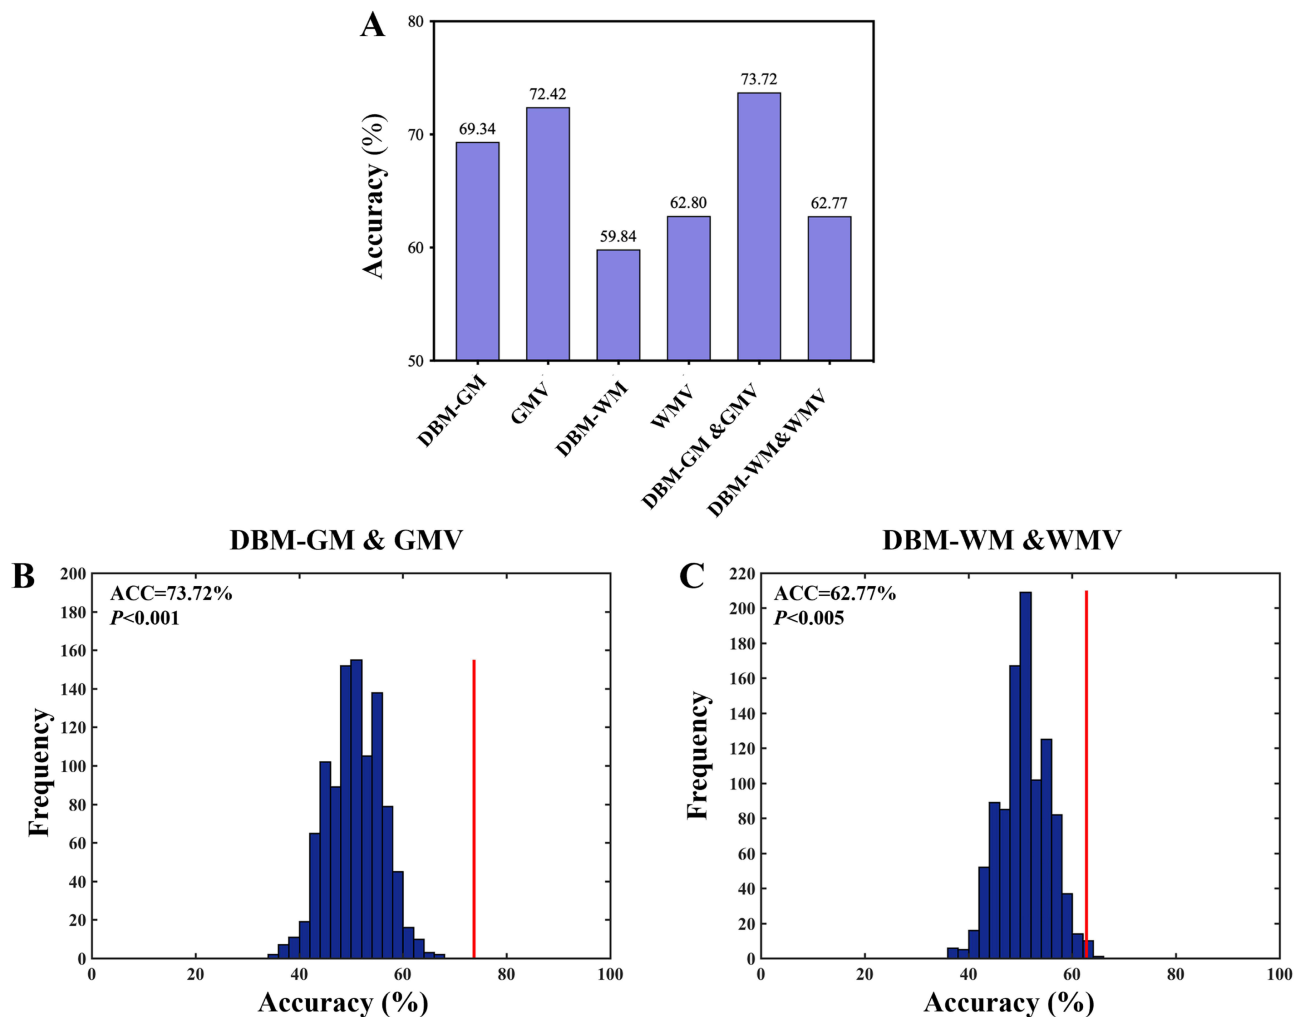 A
Accuracy (%)
80
70
60
50
69.34
72.42
59.84
62.80
73.72
62.77
DBM-GM
GMV
DBM-WM
WMV
DBM-GM &GMV
DBM-WM&WMV
DBM-GM & GMV
B
ACC=73.72%
P<0.001
Frequency
200
180
160
140
120
100
80
60
40
20
0
0 20 40 60 80 100
Accuracy (%)
DBM-WM &WMV
C
ACC=62.77%
P<0.005
Frequency
220
200
180
160
140
120
100
80
60
40
20
0
0 20 40 60 80 100
Accuracy (%)